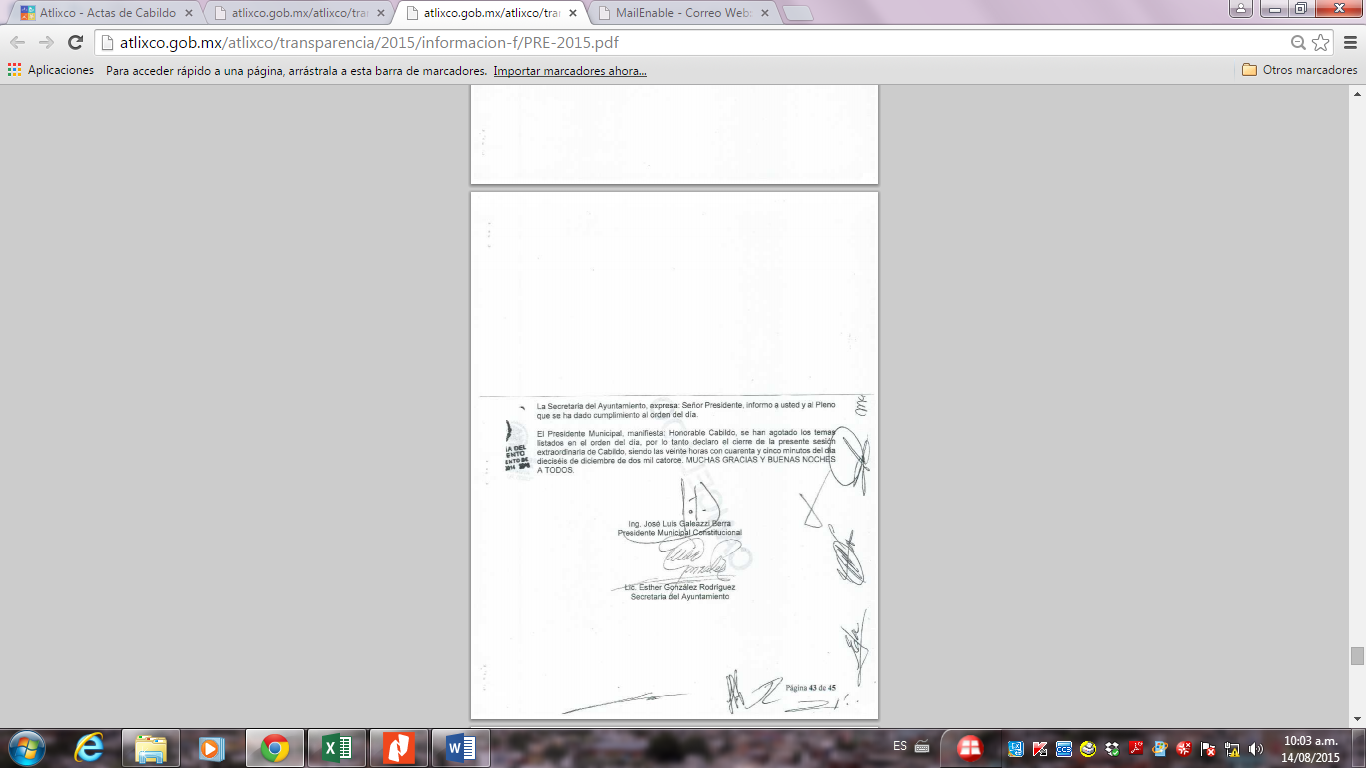 Atlixco - Actas de Cabildo
atlixco.gob.mx/atlixco/tra
atlixco.gob.mx/atlixco/tra
MailEnable - Correo Web
atlixco.gob.mx/atlixco/transparencia/2015/informacion-f/PRE-2015.pdf
Aplicaciones
Para acceder rápido a una página, arrástrala a esta barra de marcadores. Importar marcadores ahora...
Otros marcadores
La Secretaria del Ayuntamiento, expresa: Señor Presidente, informo a usted y al Pleno
que se ha dado cumplimiento al orden del día.
El Presidente Municipal, manifiesta: Honorable Cabildo, se han agotado los temas
listados en el orden del día, por lo tanto declaro el cierre de la presente sesión
extraordinaria de Cabildo, siendo las veinte horas con cuarenta y cinco minutos del día
dieciséis de diciembre de dos mil catorce. MUCHAS GRACIAS Y BUENAS NOCHES
A TODOS.
IA DEL
ENTO
ENTO DE
2014
Ing. José Luis Galeazzi Berra
Presidente Municipal Constitucional
Lic. Esther González Rodríguez
Secretaria del Ayuntamiento
Página 43 de 45
ES
10:03 a.m.
14/08/2015